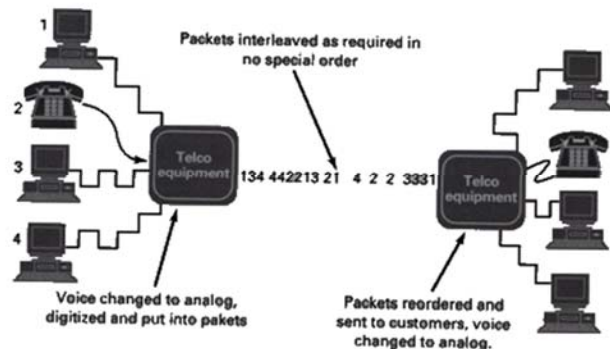 1
Packets interleaved as required in
no special order
2
Telco
equipment
134 442213 21 4 2 2 3331
Telco
equipment
3
4
Voice changed to analog,
digitized and put into pakets
Packets reordered and
sent to customers, voice
changed to analog.